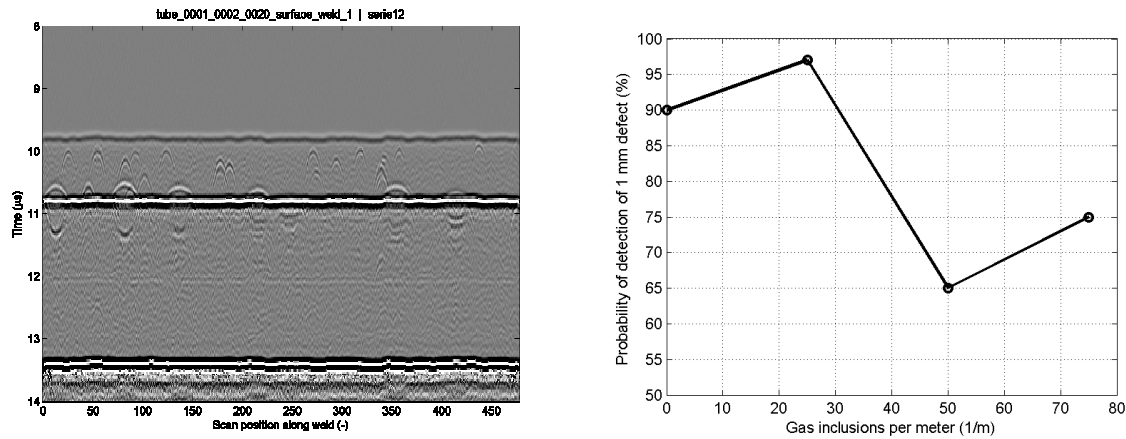 tube_0001_0002_0020_surface_weld_1 | serie12
8
9
10
11
12
13
14
Time (µs)
0 50 100 150 200 250 300 350 400 450
Scan position along weld (-)
100
95
90
85
80
75
70
65
60
55
50
Probability of detection of 1 mm defect (%)
0 10 20 30 40 50 60 70 80
Gas inclusions per meter (1/m)